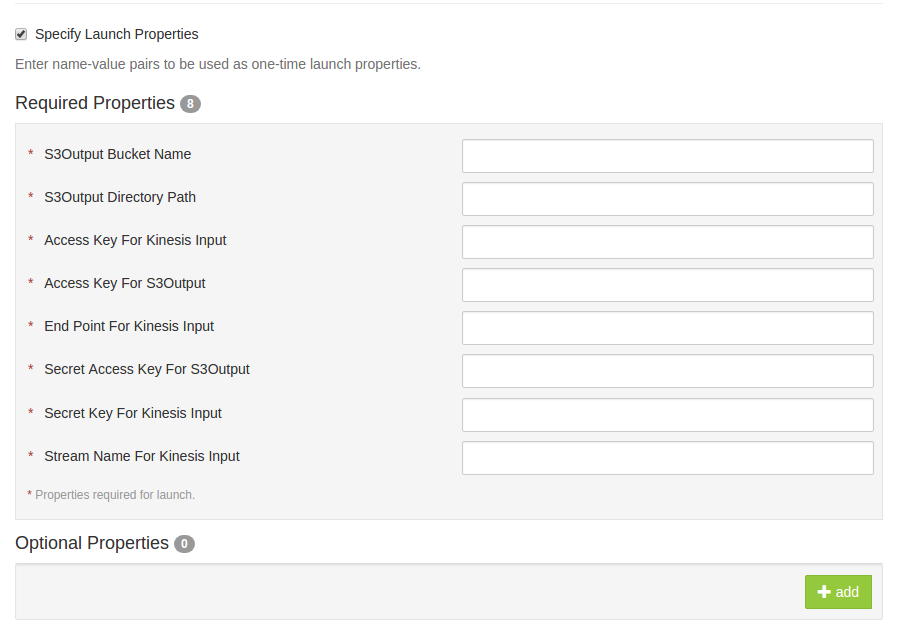 Specify Launch Properties
Enter name-value pairs to be used as one-time launch properties.
Required Properties 8
* S3Output Bucket Name
* S3Output Directory Path
* Access Key For Kinesis Input
* Access Key For S3Output
* End Point For Kinesis Input
* Secret Access Key For S3Output
* Secret Key For Kinesis Input
* Stream Name For Kinesis Input
* Properties required for launch.
Optional Properties 0
add